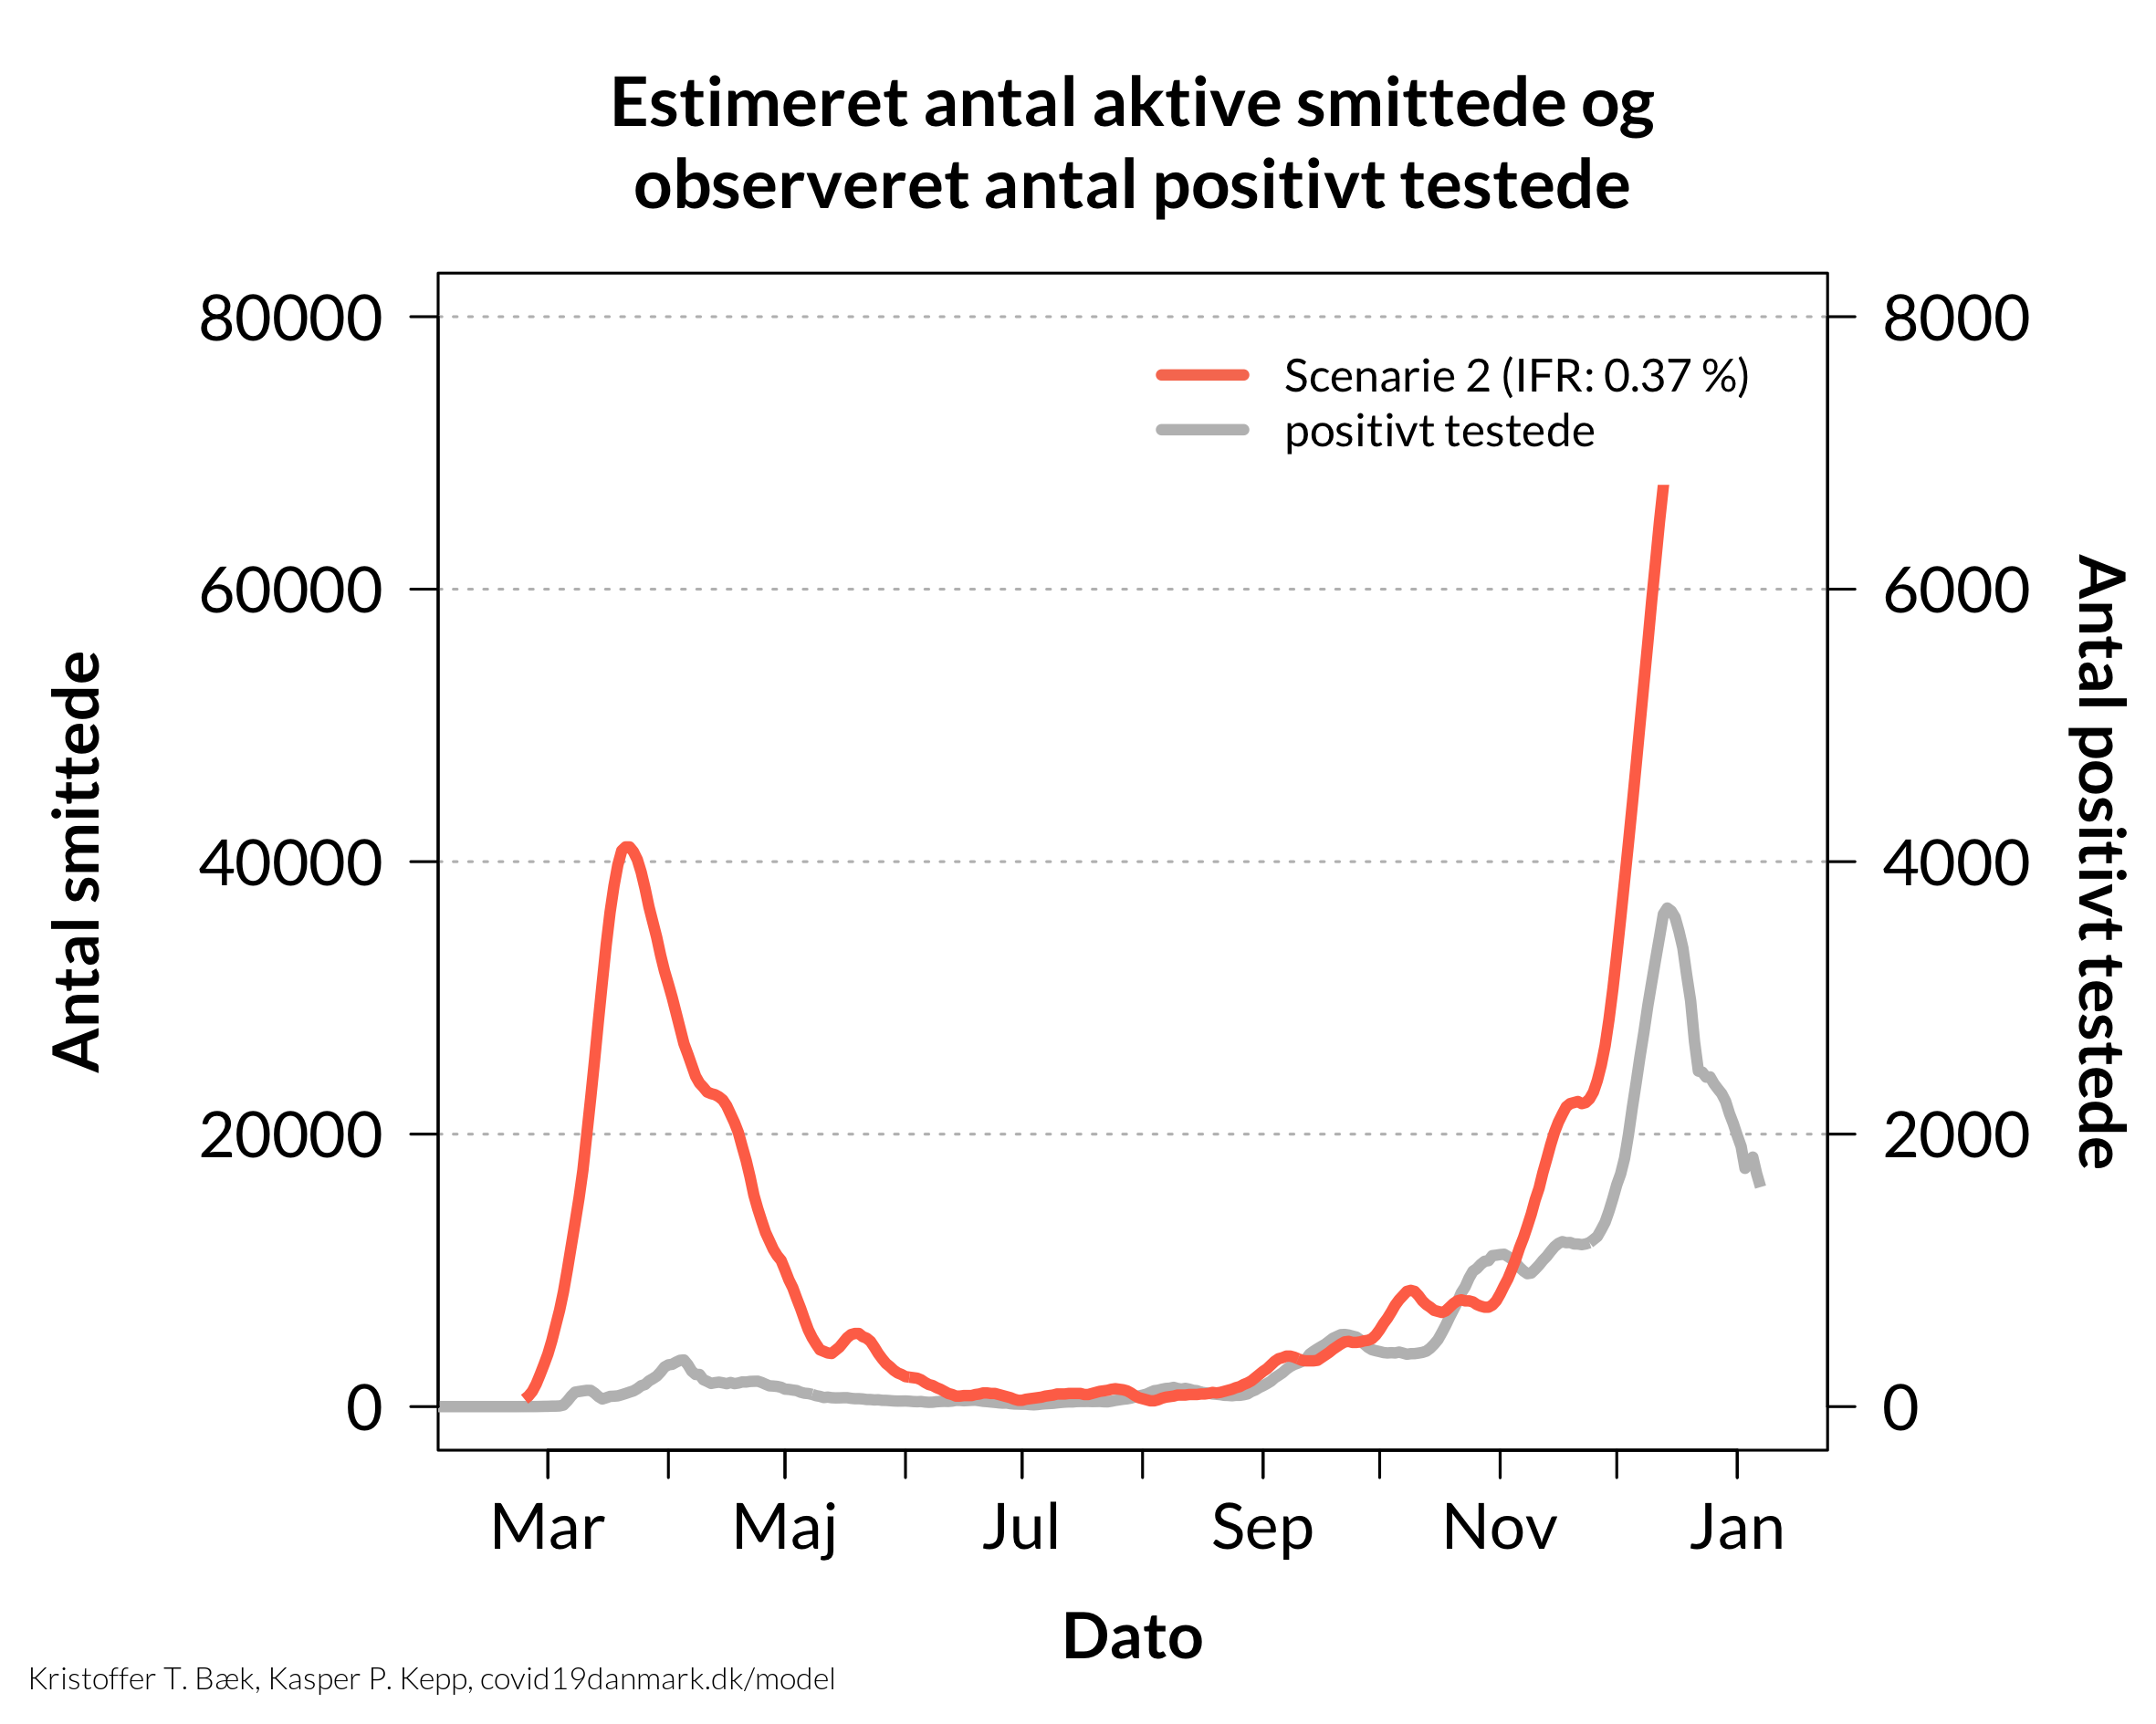 Estimeret antal aktive smittede og
observeret antal positivt testede
80000
60000
40000
20000
0
Antal smittede
8000
6000
4000
2000
0
Antal positivt testede
Scenarie 2 (IFR: 0.37 %)
positivt testede
Mar Maj Jul Sep Nov Jan
Dato
Kristoffer T. Bæk, Kasper P. Kepp, covid19danmark.dk/model